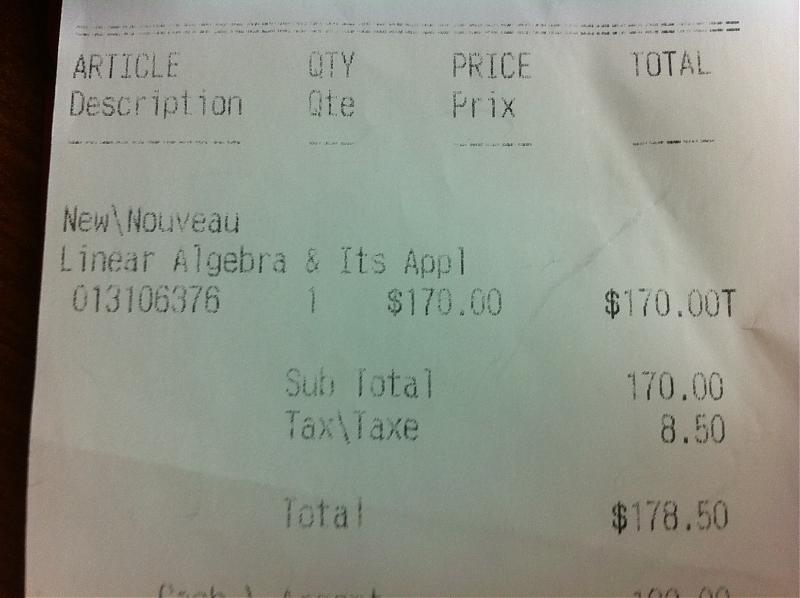 ARTICLE QTY PRICE TOTAL
Description Qte Prix
New\Nouveau
Linear Algebra & Its Appl
013106376 1 $170.00 $170.00T
Sub Total 170.00
Tax\Taxe 8.50
Total $178.50